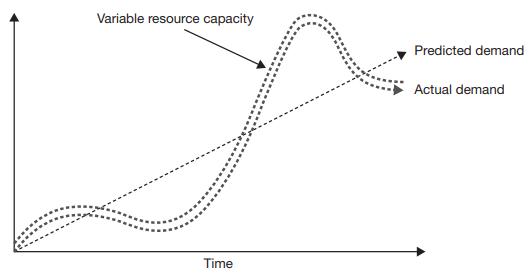 Variable resource capacity
Predicted demand
Actual demand
Time